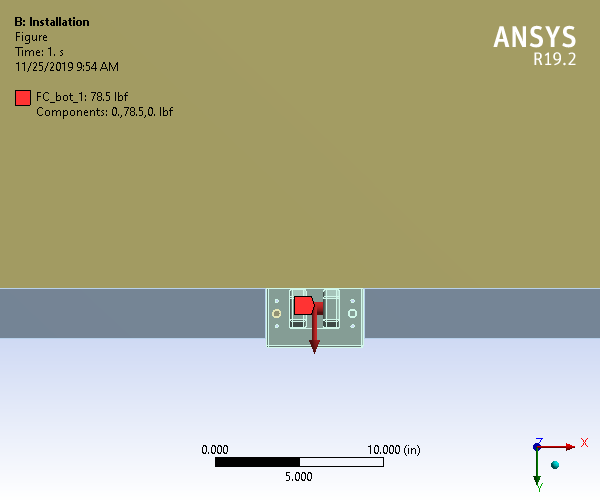 B: Installation
Figure
Time: 1. s
11/25/2019 9:54 AM
ANSYS
R19.2
FC_bot_1: 78.5 lbf
Components: 0.,78.5,0. lbf
0.000
10.000 (in)
5.000
Z
X
Y